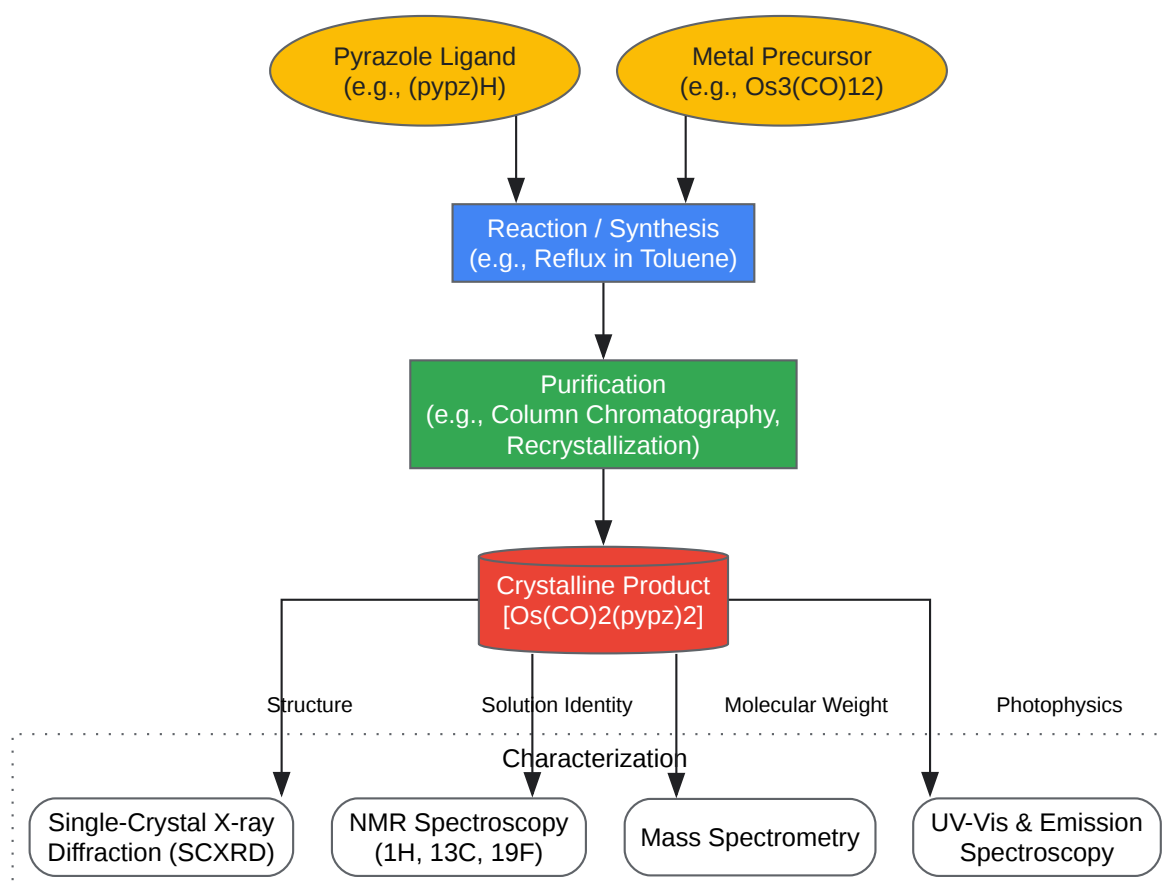 Pyrazole Ligand
(e.g., (pypz)H)
Metal Precursor
(e.g., Os3(CO)12)
Reaction / Synthesis
(e.g., Reflux in Toluene)
Purification
(e.g., Column Chromatography,
Recrystallization)
Crystalline Product
[Os(CO)2(pypz)2]
Structure
Solution Identity
Molecular Weight
Photophysics
Characterization
Single-Crystal X-ray
Diffraction (SCXRD)
NMR Spectroscopy
(1H, 13C, 19F)
Mass Spectrometry
UV-Vis & Emission
Spectroscopy